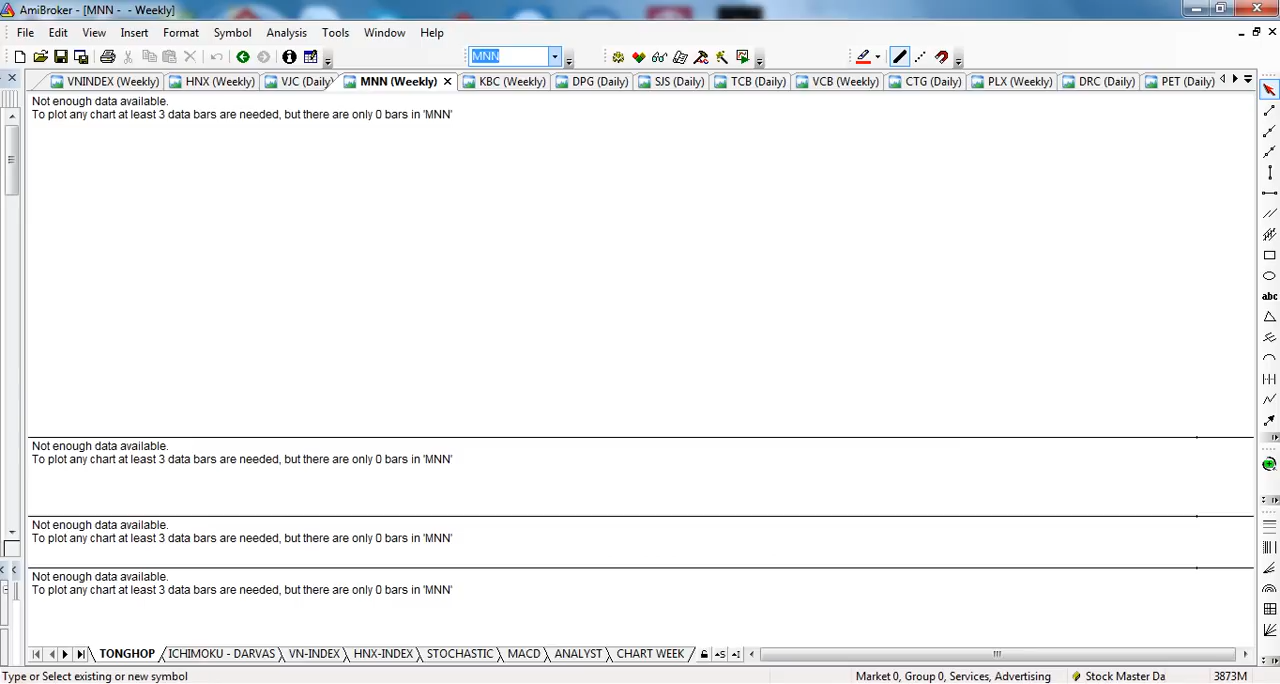 AmiBroker - [MNN - - Weekly]
File Edit View Insert Format Symbol Analysis Tools Window Help
MNN
VNINDEX (Weekly) HNX (Weekly) VJC (Daily) MNN (Weekly) KBC (Weekly) DPG (Daily) SJS (Daily) TCB (Daily) VCB (Weekly) CTG (Daily) PLX (Weekly) DRC (Daily) PET (Daily)
Not enough data available.
To plot any chart at least 3 data bars are needed, but there are only 0 bars in 'MNN'
abc
Not enough data available.
To plot any chart at least 3 data bars are needed, but there are only 0 bars in 'MNN'
Not enough data available.
To plot any chart at least 3 data bars are needed, but there are only 0 bars in 'MNN'
Not enough data available.
To plot any chart at least 3 data bars are needed, but there are only 0 bars in 'MNN'
TONGHOP ICHIMOKU - DARVAS VN-INDEX HNX-INDEX STOCHASTIC MACD ANALYST CHART WEEK
Type or Select existing or new symbol Market 0, Group 0, Services, Advertising Stock Master Da 3873M